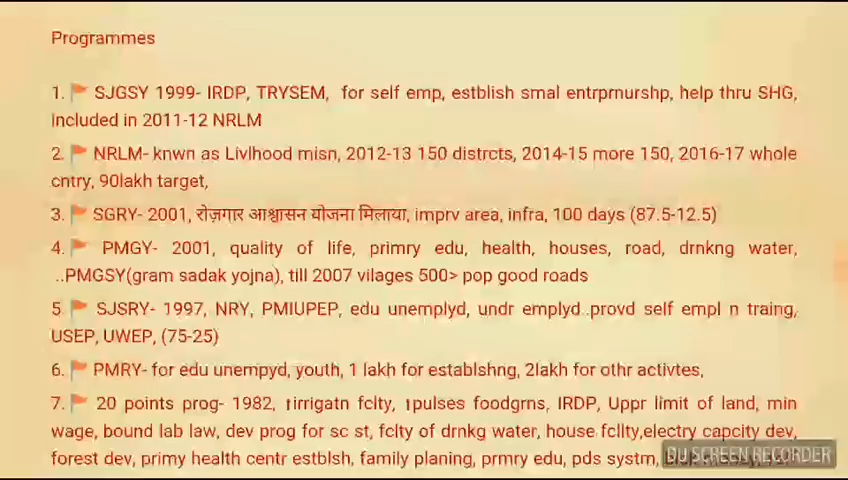 Programmes
1. SJGSY 1999- IRDP, TRYSEM, for self emp, estblish smal entrprnurshp, help thru SHG,
Included in 2011-12 NRLM
2. NRLM- knwn as Livlhood misn, 2012-13 150 distrcts, 2014-15 more 150, 2016-17 whole
cntry, 90lakh target,
3. SGRY- 2001, रोज़गार आश्वासन योजना मिलाया, imprv area, infra, 100 days (87.5-12.5)
4. PMGY- 2001, quality of life, primry edu, health, houses, road, drnkng water,
..PMGSY(gram sadak yojna), till 2007 vilages 500> pop good roads
5. SJSRY- 1997, NRY, PMIUPEP, edu unemplyd, undr emplyd..provd self empl n traing,
USEP, UWEP, (75-25)
6. PMRY- for edu unempyd, youth, 1 lakh for establshng, 2lakh for othr activtes,
7. 20 points prog- 1982, ↑irrigatn fclty, ↑pulses foodgrns, IRDP, Uppr limit of land, min
wage, bound lab law, dev prog for sc st, fclty of drnkg water, house fcllty,electry capcity dev,
forest dev, primy health centr estblsh, family planing, prmry edu, pds systm,
DU SCREEN RECORDER